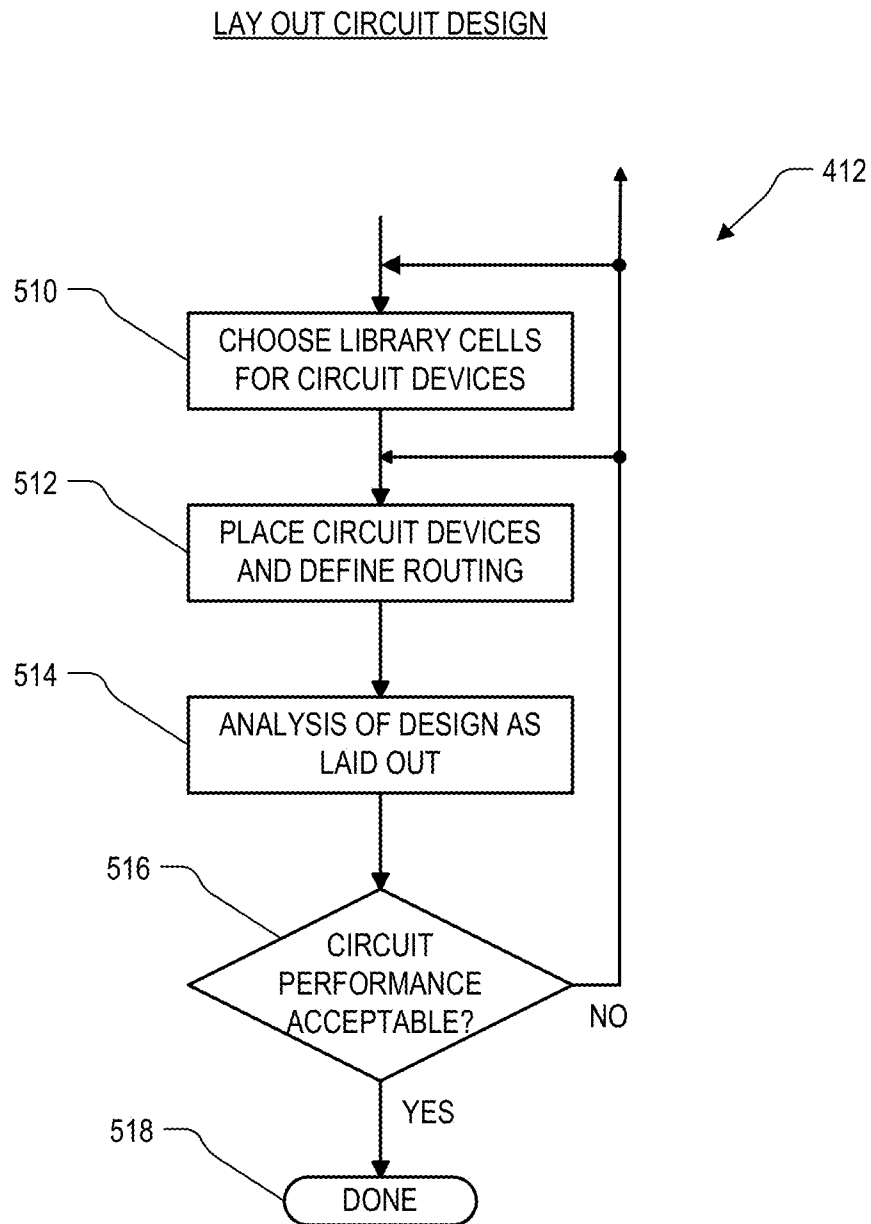 LAY OUT CIRCUIT DESIGN
412
510
CHOOSE LIBRARY CELLS
FOR CIRCUIT DEVICES
512
PLACE CIRCUIT DEVICES
AND DEFINE ROUTING
514
ANALYSIS OF DESIGN AS
LAID OUT
516
CIRCUIT
PERFORMANCE
ACCEPTABLE?
NO
YES
518
DONE